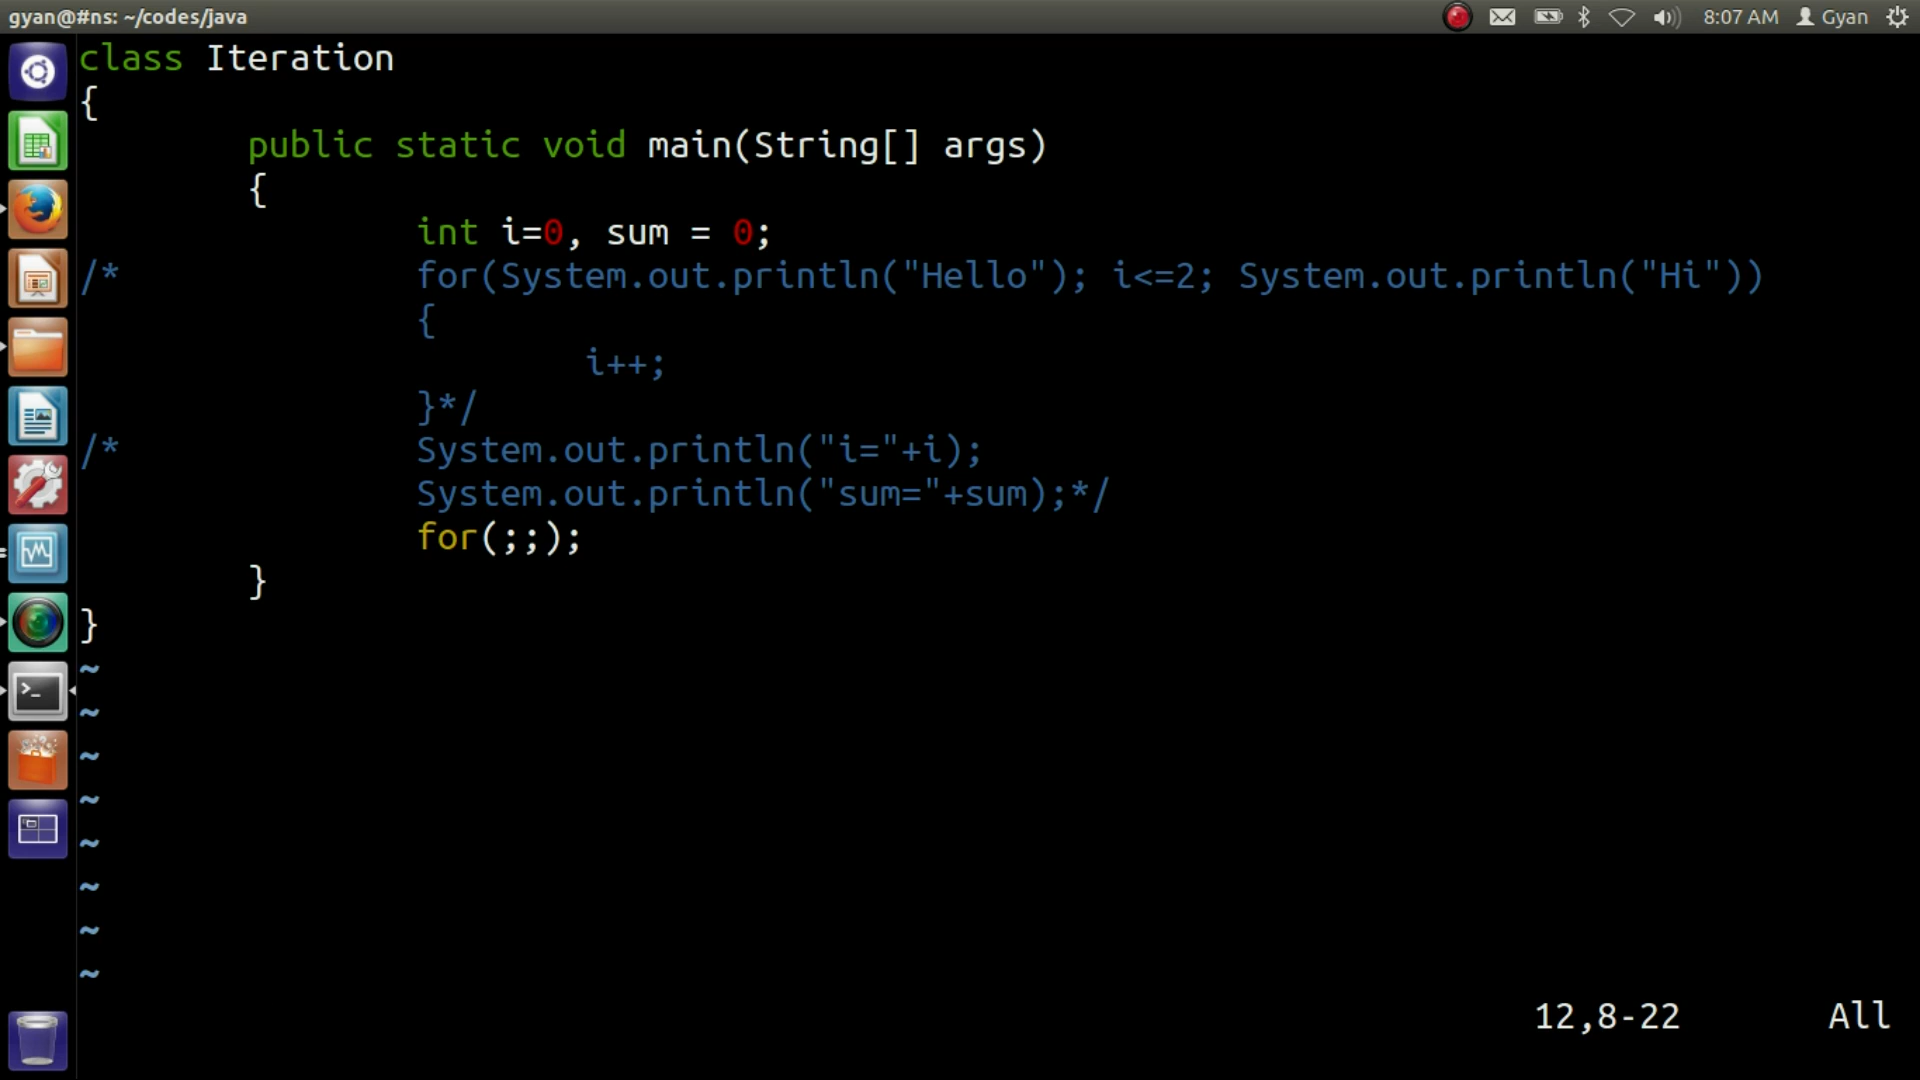 gyan@#ns: ~/codes/java
8:07 AM Gyan
class Iteration
{
public static void main(String[] args)
{
int i=0, sum = 0;
/* for(System.out.println("Hello"); i<=2; System.out.println("Hi"))
{
i++;
}*/
/* System.out.println("i="+i);
System.out.println("sum="+sum);*/
for(;;);
}
}
~
~
~
~
~
~
~
~
12,8-22 All